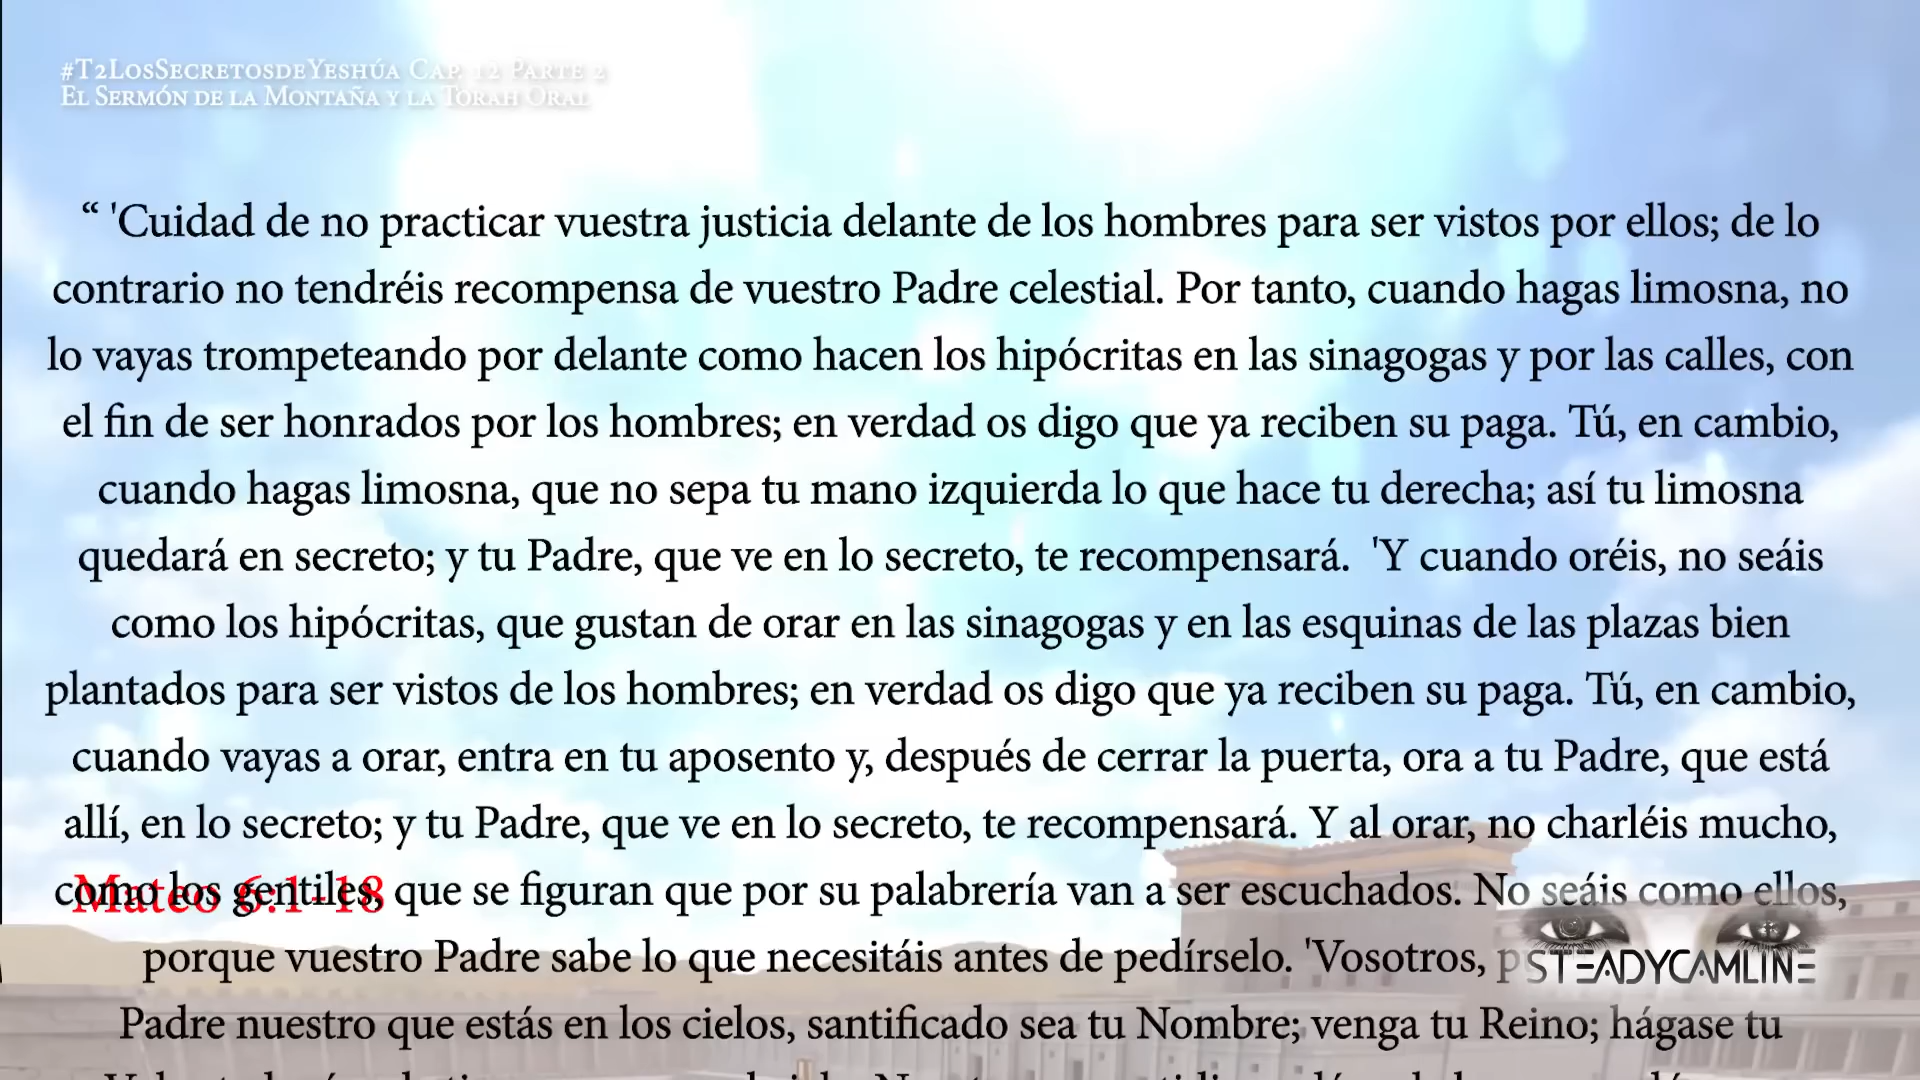 #T2LosSecretosdeYeshúa Cap. 12 Parte 2
El Sermón de la Montaña y la Torah Oral
“ 'Cuidad de no practicar vuestra justicia delante de los hombres para ser vistos por ellos; de lo
contrario no tendréis recompensa de vuestro Padre celestial. Por tanto, cuando hagas limosna, no
lo vayas trompeteando por delante como hacen los hipócritas en las sinagogas y por las calles, con
el fin de ser honrados por los hombres; en verdad os digo que ya reciben su paga. Tú, en cambio,
cuando hagas limosna, que no sepa tu mano izquierda lo que hace tu derecha; así tu limosna
quedará en secreto; y tu Padre, que ve en lo secreto, te recompensará.  'Y cuando oréis, no seáis
como los hipócritas, que gustan de orar en las sinagogas y en las esquinas de las plazas bien
plantados para ser vistos de los hombres; en verdad os digo que ya reciben su paga. Tú, en cambio,
cuando vayas a orar, entra en tu aposento y, después de cerrar la puerta, ora a tu Padre, que está
allí, en lo secreto; y tu Padre, que ve en lo secreto, te recompensará. Y al orar, no charléis mucho,
como los gentiles, que se figuran que por su palabrería van a ser escuchados. No seáis como ellos,
Mateo 6:1-18
porque vuestro Padre sabe lo que necesitáis antes de pedírselo. 'Vosotros,
STEADYCAMLINE
Padre nuestro que estás en los cielos, santificado sea tu Nombre; venga tu Reino; hágase tu